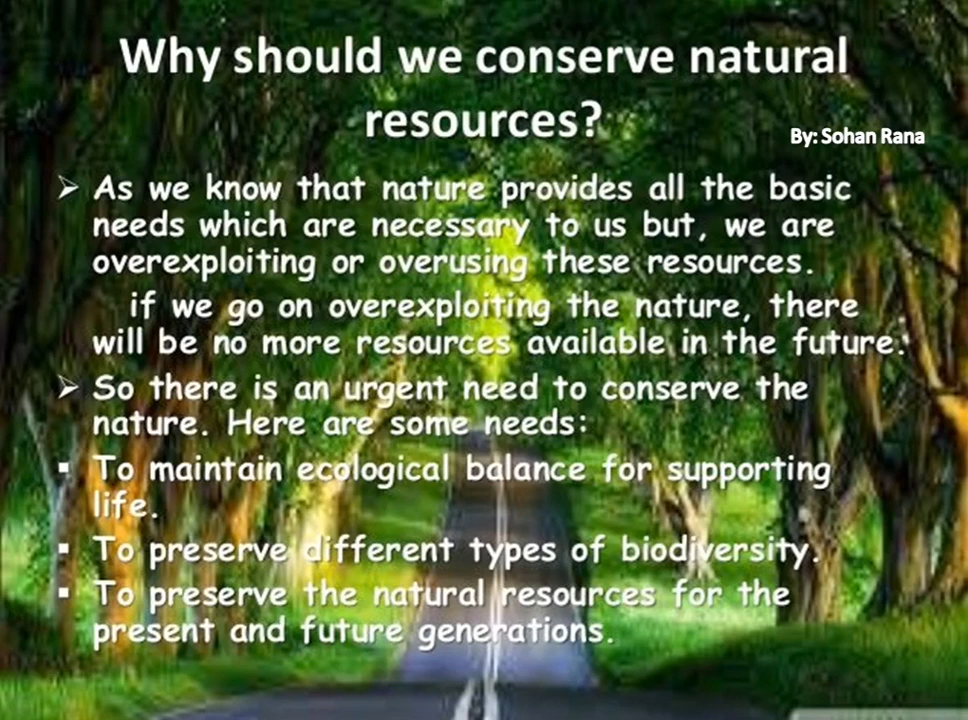 Why should we conserve natural
resources?
By: Sohan Rana
➢ As we know that nature provides all the basic
needs which are necessary to us but, we are
overexploiting or overusing these resources.
if we go on overexploiting the nature, there
will be no more resources available in the future.
➢ So there is an urgent need to conserve the
nature. Here are some needs:
▪ To maintain ecological balance for supporting
life.
▪ To preserve different types of biodiversity.
▪ To preserve the natural resources for the
present and future generations.